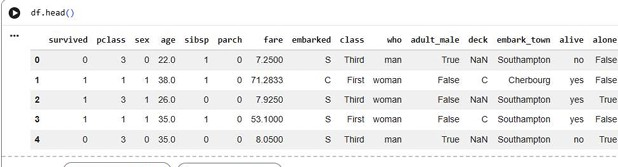 df.head()
survived pclass sex age sibsp parch fare embarked class who adult_male deck embark_town alive alone
0 0 3 0 22.0 1 0 7.2500 S Third man True NaN Southampton no False
1 1 1 1 38.0 1 0 71.2833 C First woman False C Cherbourg yes False
2 1 3 1 26.0 0 0 7.9250 S Third woman False NaN Southampton yes True
3 1 1 1 35.0 1 0 53.1000 S First woman False C Southampton yes False
4 0 3 0 35.0 0 0 8.0500 S Third man True NaN Southampton no True